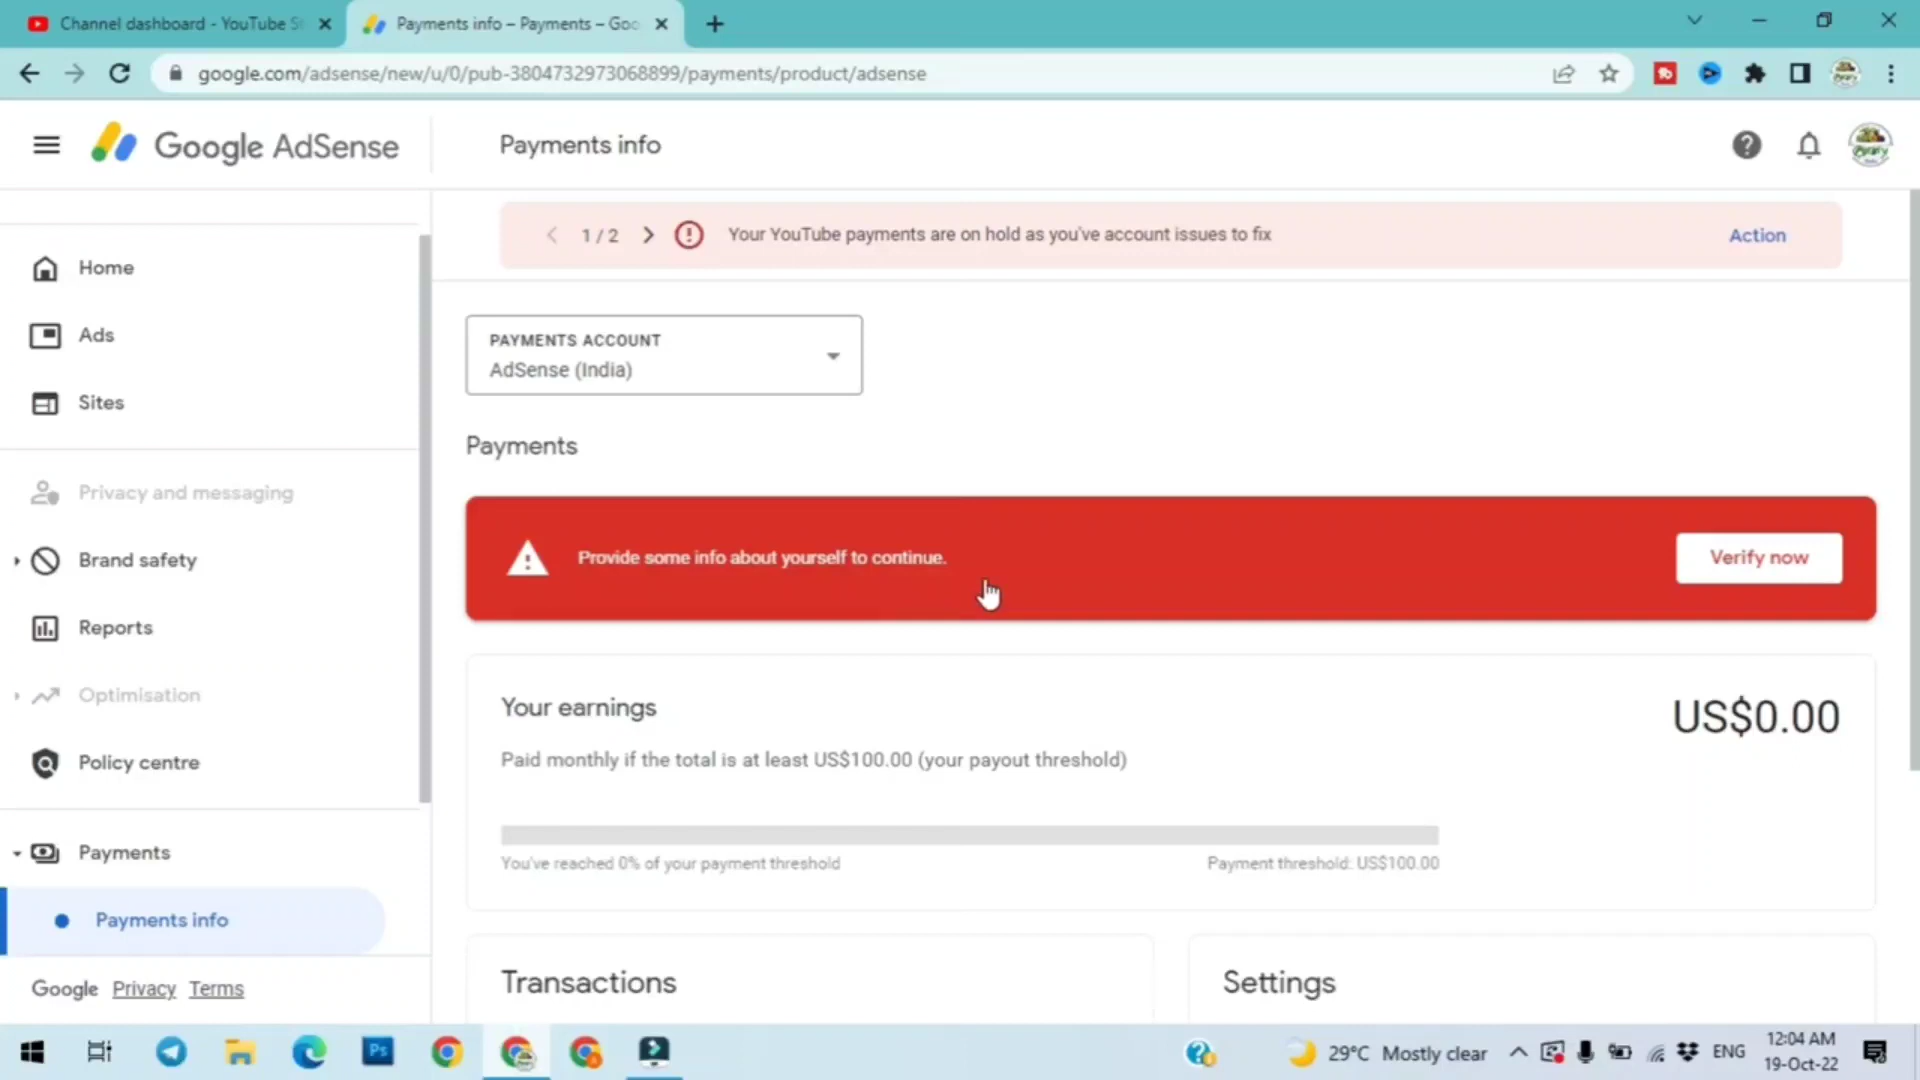 Channel dashboard - YouTube S
Payments info – Payments – Goo
google.com/adsense/new/u/0/pub-3804732973068899/payments/product/adsense
Google AdSense
Payments info
1 / 2
Your YouTube payments are on hold as you've account issues to fix
Action
Home
Ads
Sites
Privacy and messaging
Brand safety
Reports
Optimisation
Policy centre
Payments
Payments info
Google Privacy Terms
PAYMENTS ACCOUNT
AdSense (India)
Payments
Provide some info about yourself to continue.
Verify now
Your earnings
US$0.00
Paid monthly if the total is at least US$100.00 (your payout threshold)
You've reached 0% of your payment threshold
Payment threshold: US$100.00
Transactions
Settings
Ps
29°C Mostly clear
ENG
12:04 AM
19-Oct-22